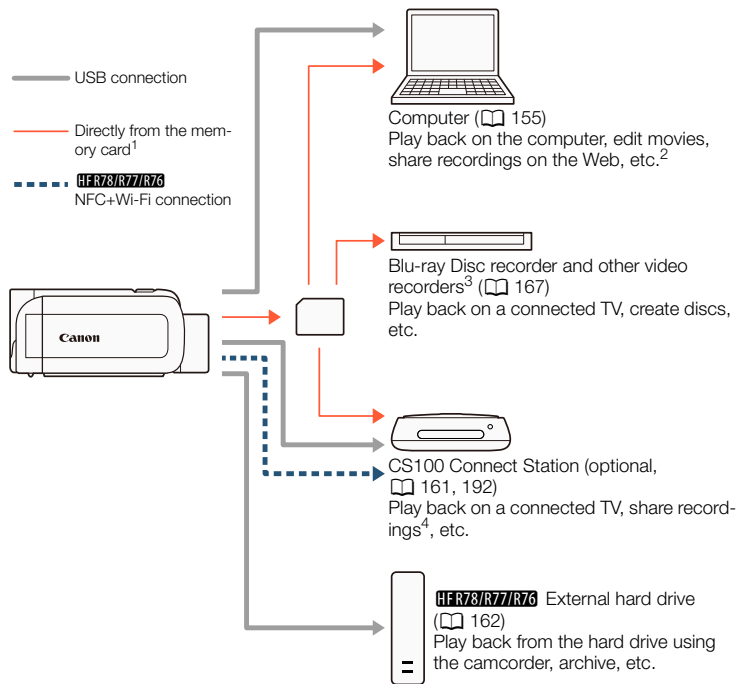 USB connection
Directly from the mem-
ory card1
HF R78/R77/R76
NFC+Wi-Fi connection
Canon
Computer ( 155)
Play back on the computer, edit movies,
share recordings on the Web, etc.2
Blu-ray Disc recorder and other video
recorders3 ( 167)
Play back on a connected TV, create discs,
etc.
CS100 Connect Station (optional,
161, 192)
Play back on a connected TV, share record-
ings4, etc.
HF R78/R77/R76 External hard drive
( 162)
Play back from the hard drive using
the camcorder, archive, etc.